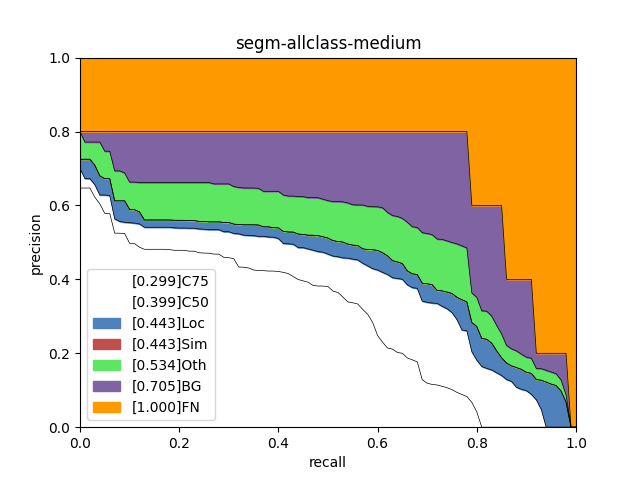 segm-allclass-medium
1.0
0.8
0.6
0.4
0.2
0.0
precision
[0.299]C75
[0.399]C50
[0.443]Loc
[0.443]Sim
[0.534]Oth
[0.705]BG
[1.000]FN
0.0 0.2 0.4 0.6 0.8 1.0
recall